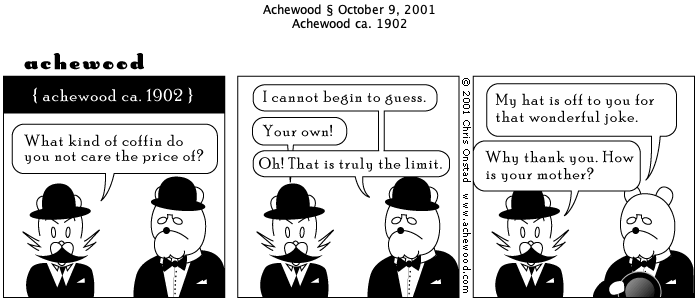 Achewood § October 9, 2001
Achewood ca. 1902
achewood
{ achewood ca. 1902 }
What kind of coffin do
you not care the price of?
I cannot begin to guess.
Your own!
Oh! That is truly the limit.
© 2001 Chris Onstad www.achewood.com
My hat is off to you for
that wonderful joke.
Why thank you. How
is your mother?